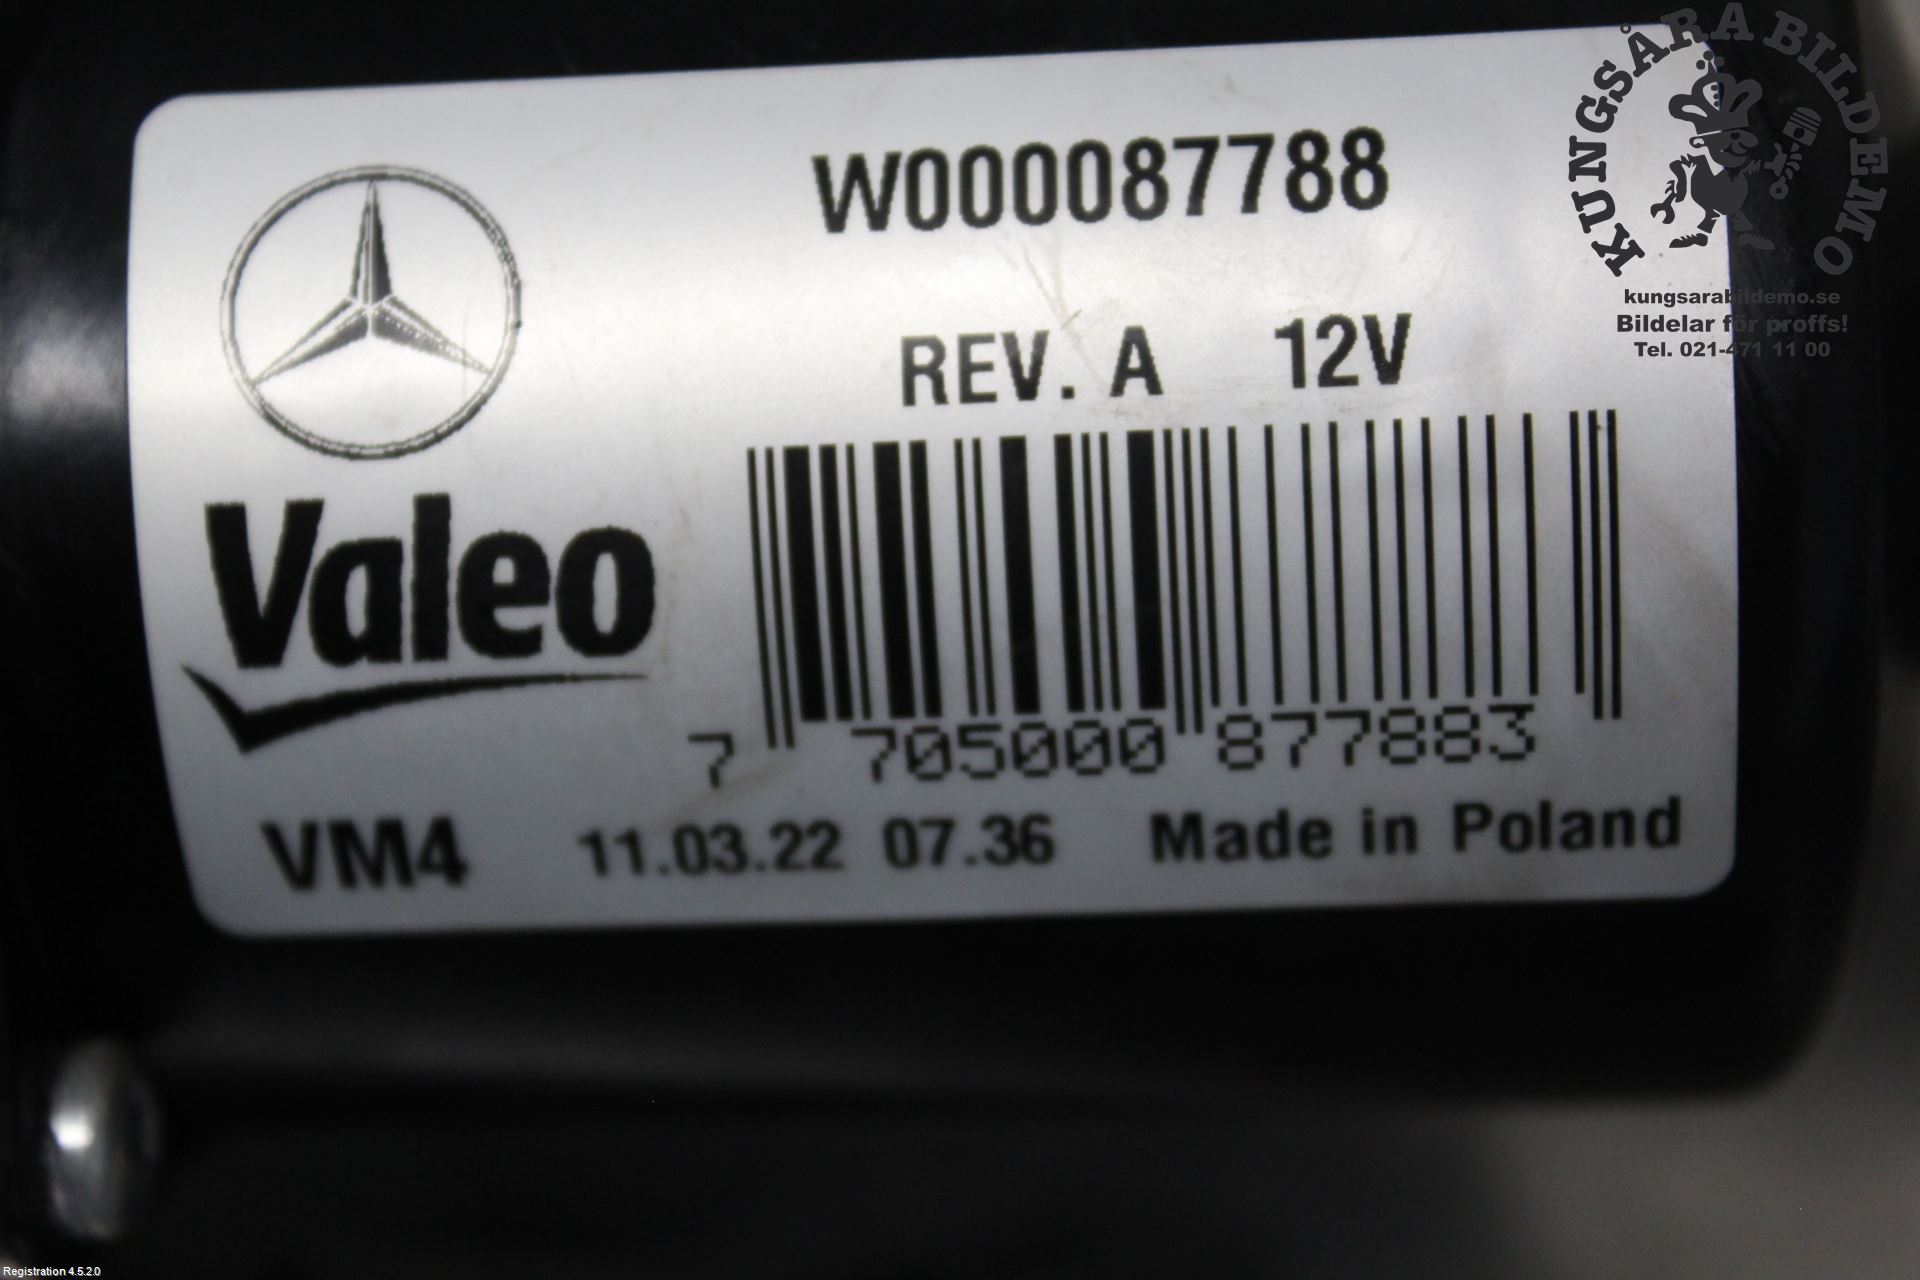 W000087788
REV. A 12V
Valeo
7 705000 877883
VM4 11.03.22 07.36 Made in Poland
KUNGSÅRA BILDEMO
kungsarabildemo.se
Bildelar för proffs!
Tel. 021-471 11 00
Registration 4.5.2.0